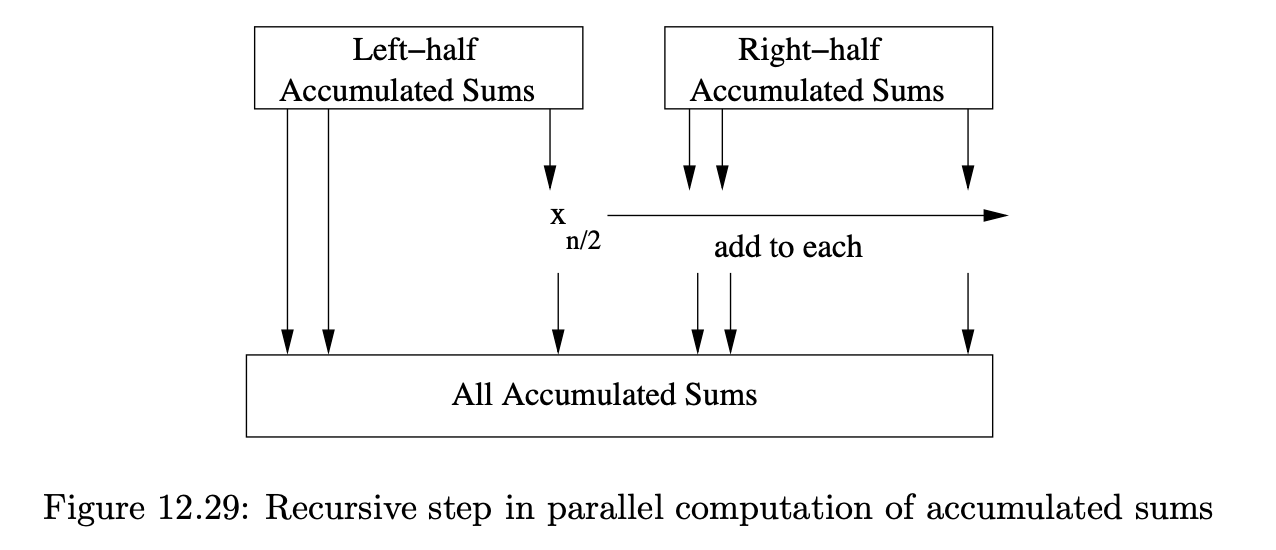 Left–half
Accumulated Sums
Right–half
Accumulated Sums
x
n/2
add to each
All Accumulated Sums
Figure 12.29: Recursive step in parallel computation of accumulated sums